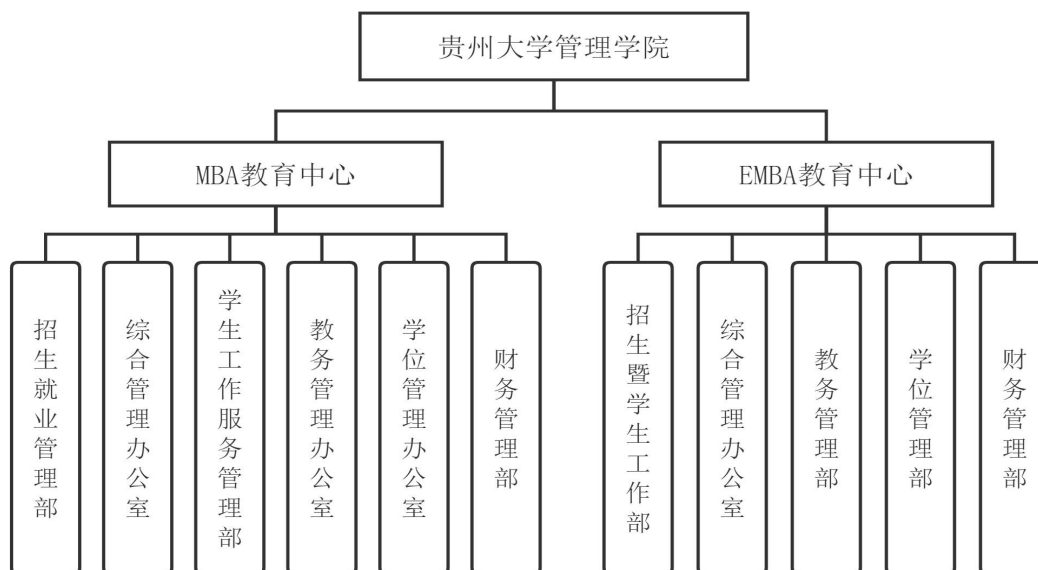 贵州大学管理学院
MBA教育中心
EMBA教育中心
招生就业管理部
综合管理办公室
学生工作服务管理部
教务管理办公室
学位管理办公室
财务管理部
招生暨学生工作部
综合管理办公室
教务管理部
学位管理部
财务管理部